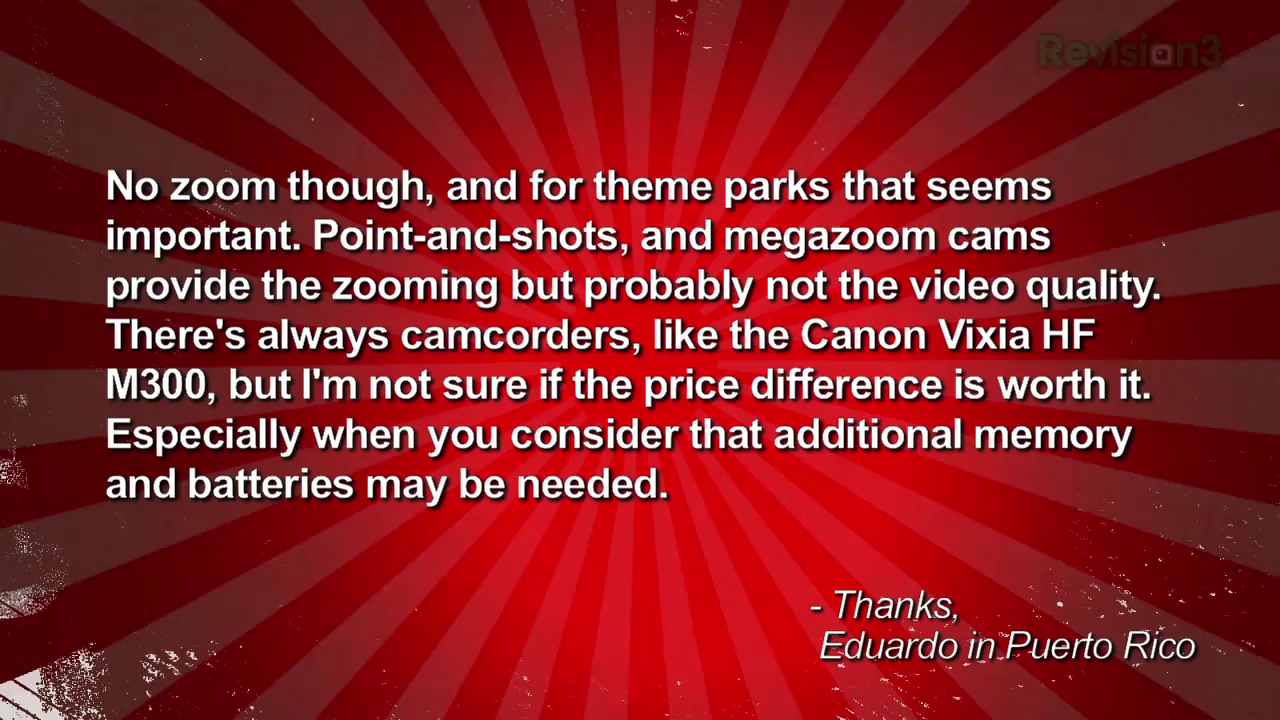 Revision3
No zoom though, and for theme parks that seems
important. Point-and-shots, and megazoom cams
provide the zooming but probably not the video quality.
There's always camcorders, like the Canon Vixia HF
M300, but I'm not sure if the price difference is worth it.
Especially when you consider that additional memory
and batteries may be needed.
- Thanks,
Eduardo in Puerto Rico